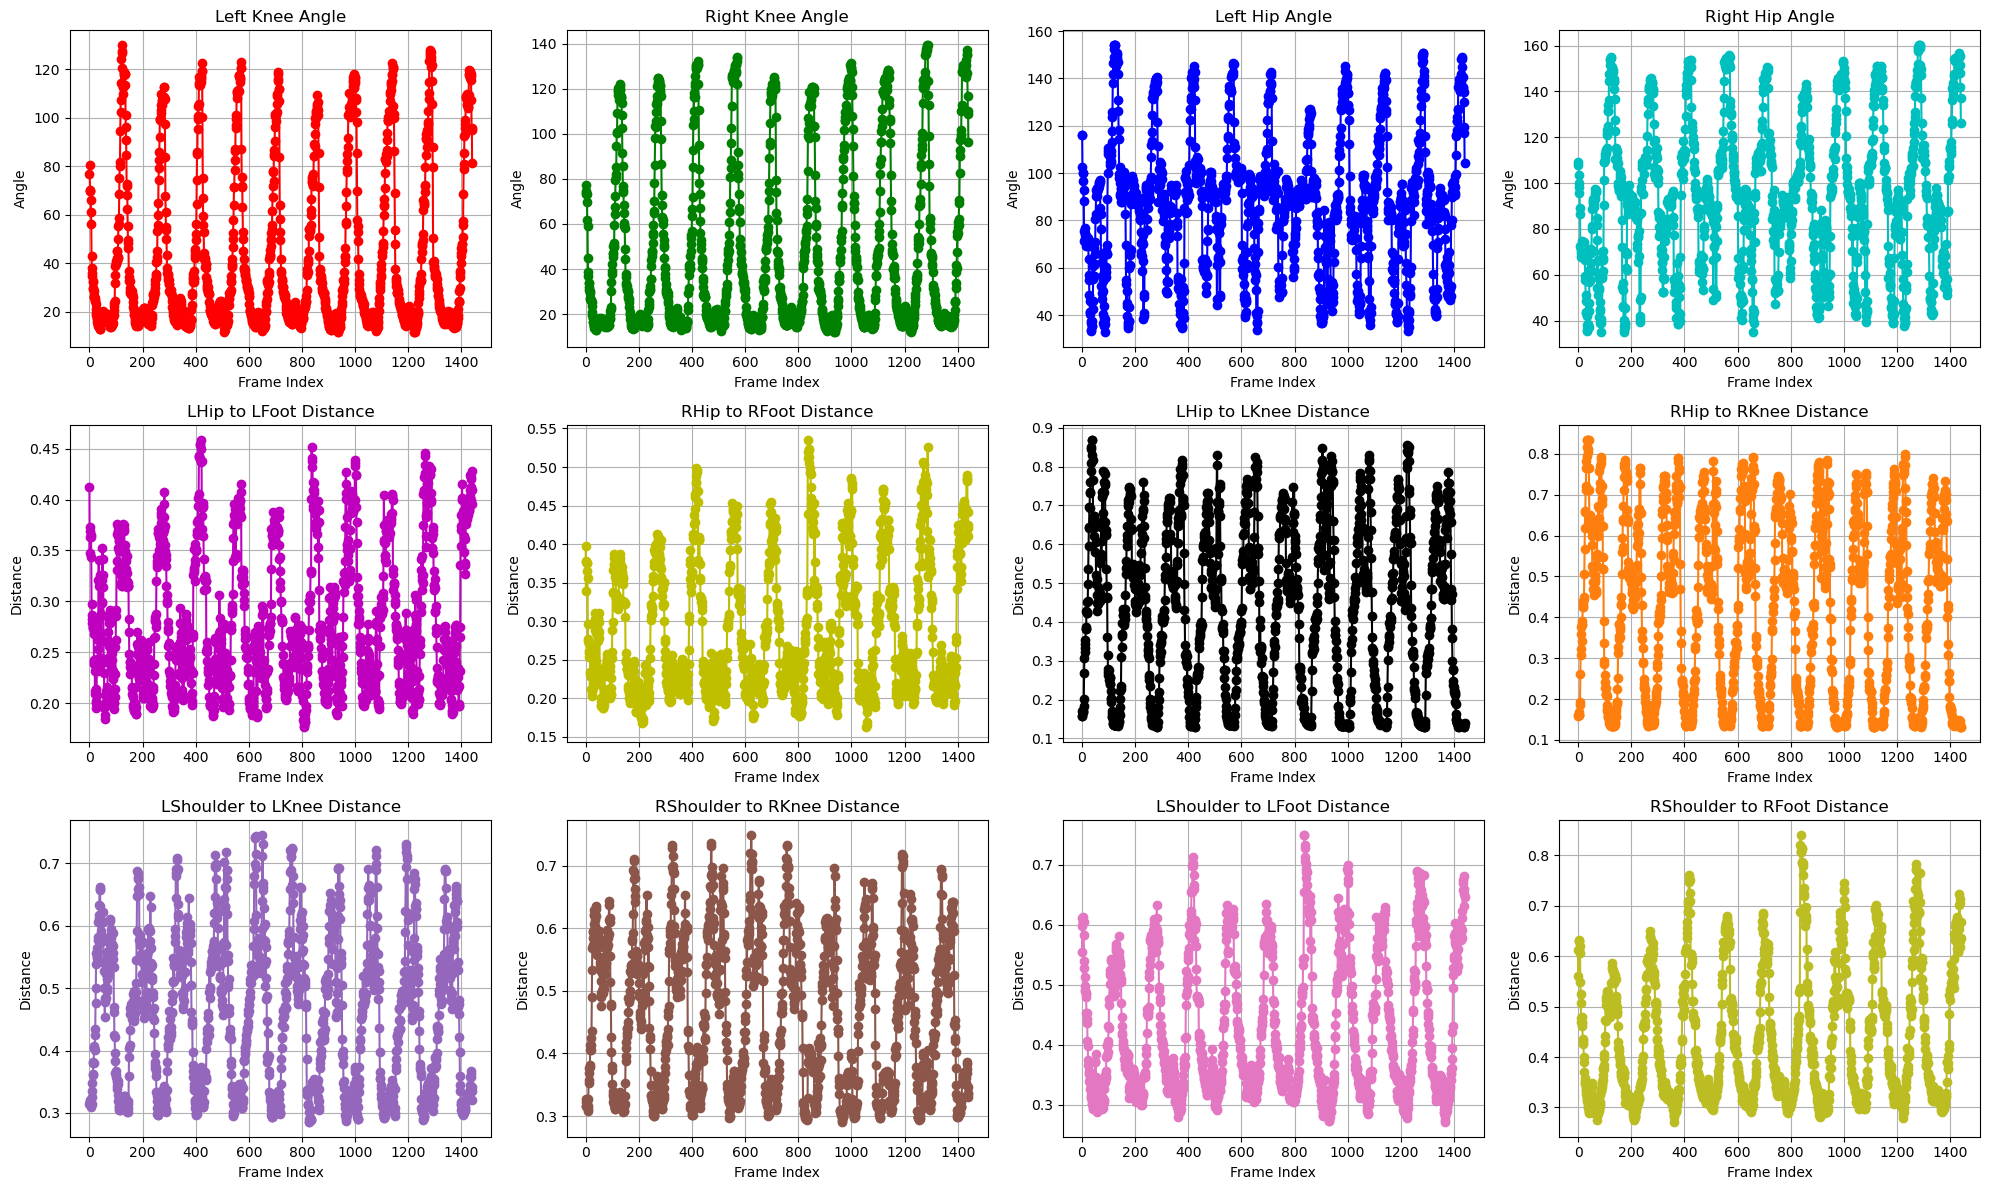 Left Knee Angle
Right Knee Angle
Left Hip Angle
Right Hip Angle
Angle
120
100
80
60
40
20
0 200 400 600 800 1000 1200 1400
Frame Index
Angle
140
120
100
80
60
40
20
0 200 400 600 800 1000 1200 1400
Frame Index
Angle
160
140
120
100
80
60
40
0 200 400 600 800 1000 1200 1400
Frame Index
Angle
160
140
120
100
80
60
40
0 200 400 600 800 1000 1200 1400
Frame Index
LHip to LFoot Distance
RHip to RFoot Distance
LHip to LKnee Distance
RHip to RKnee Distance
Distance
0.45
0.40
0.35
0.30
0.25
0.20
0 200 400 600 800 1000 1200 1400
Frame Index
Distance
0.55
0.50
0.45
0.40
0.35
0.30
0.25
0.20
0.15
0 200 400 600 800 1000 1200 1400
Frame Index
Distance
0.9
0.8
0.7
0.6
0.5
0.4
0.3
0.2
0.1
0 200 400 600 800 1000 1200 1400
Frame Index
Distance
0.8
0.7
0.6
0.5
0.4
0.3
0.2
0.1
0 200 400 600 800 1000 1200 1400
Frame Index
LShoulder to LKnee Distance
RShoulder to RKnee Distance
LShoulder to LFoot Distance
RShoulder to RFoot Distance
Distance
0.7
0.6
0.5
0.4
0.3
0 200 400 600 800 1000 1200 1400
Frame Index
Distance
0.7
0.6
0.5
0.4
0.3
0 200 400 600 800 1000 1200 1400
Frame Index
Distance
0.7
0.6
0.5
0.4
0.3
0 200 400 600 800 1000 1200 1400
Frame Index
Distance
0.8
0.7
0.6
0.5
0.4
0.3
0 200 400 600 800 1000 1200 1400
Frame Index